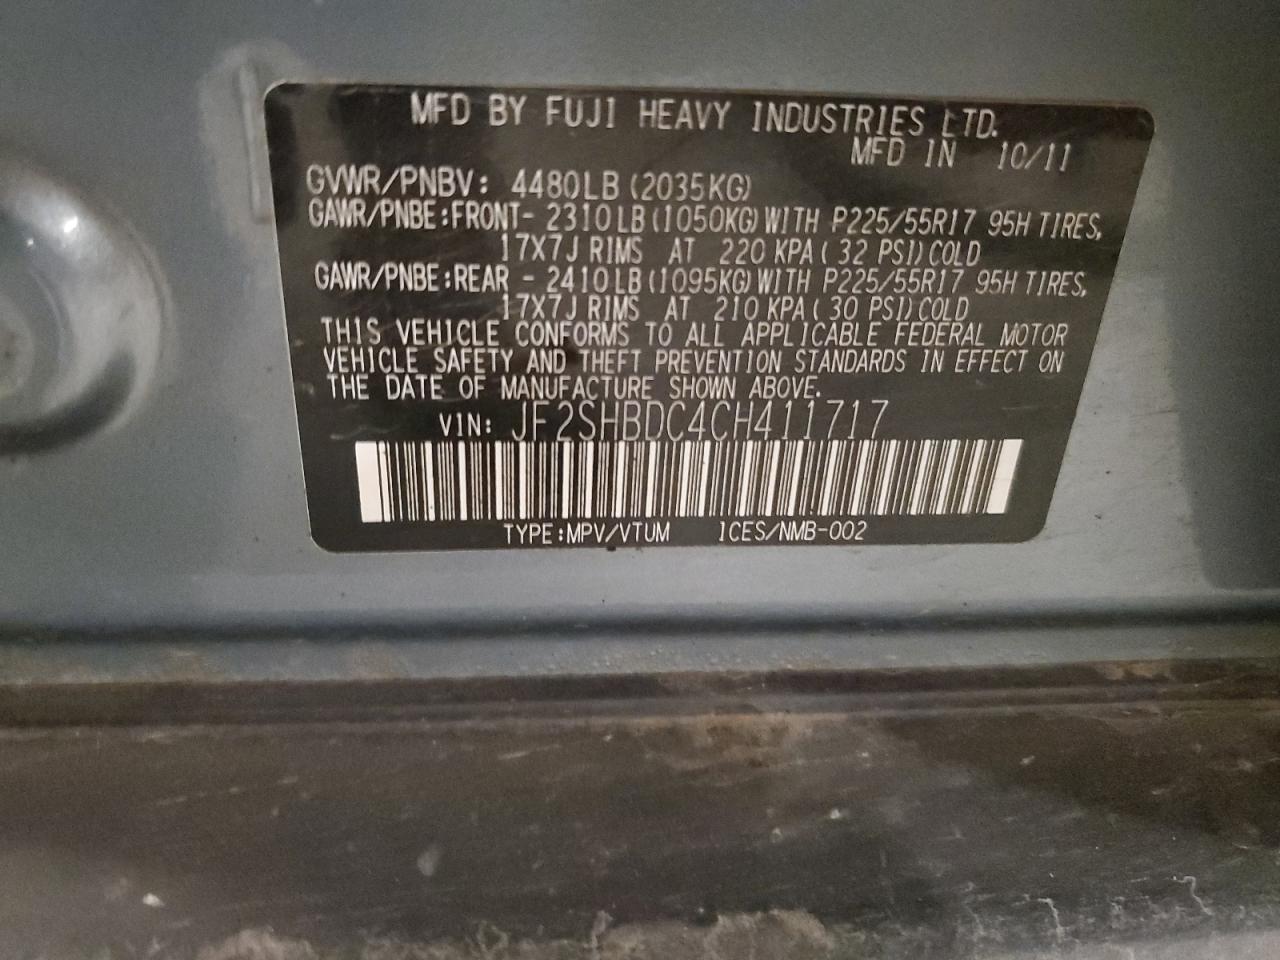 MFD BY FUJI HEAVY INDUSTRIES LTD.
MFD IN 10/11
GVWR/PNBV: 4480LB (2035KG)
GAWR/PNBE:FRONT- 2310LB(1050KG)WITH P225/55R17 95H TIRES,
17X7J RIMS AT 220 KPA( 32 PSI)COLD
GAWR/PNBE:REAR - 2410LB(1095KG)WITH P225/55R17 95H TIRES,
17X7J RIMS AT 210 KPA( 30 PSI)COLD
THIS VEHICLE CONFORMS TO ALL APPLICABLE FEDERAL MOTOR
VEHICLE SAFETY AND THEFT PREVENTION STANDARDS IN EFFECT ON
THE DATE OF MANUFACTURE SHOWN ABOVE.
VIN: JF2SHBDC4CH411717
TYPE:MPV/VTUM ICES/NMB-002